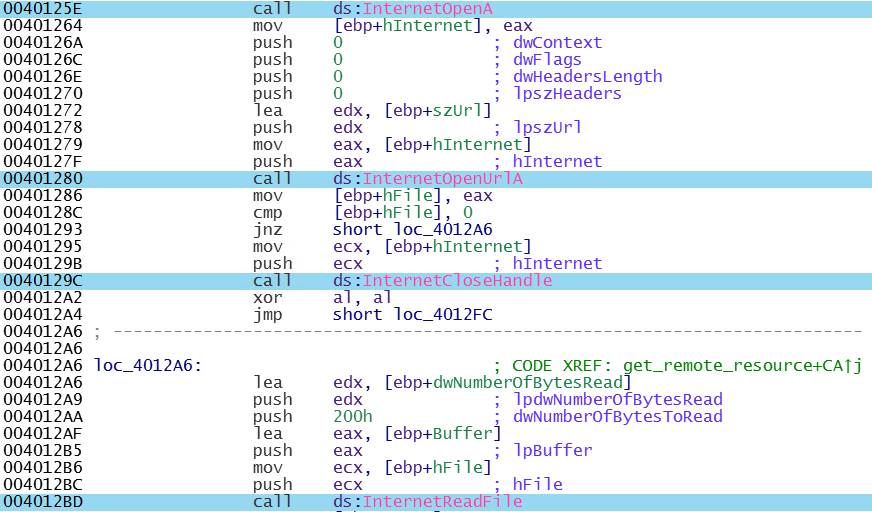 0040125E call ds:InternetOpenA
00401264 mov [ebp+hInternet], eax
0040126A push 0 ; dwContext
0040126C push 0 ; dwFlags
0040126E push 0 ; dwHeadersLength
00401270 push 0 ; lpszHeaders
00401272 lea edx, [ebp+szUrl]
00401278 push edx ; lpszUrl
00401279 mov eax, [ebp+hInternet]
0040127F push eax ; hInternet
00401280 call ds:InternetOpenUrlA
00401286 mov [ebp+hFile], eax
0040128C cmp [ebp+hFile], 0
00401293 jnz short loc_4012A6
00401295 mov ecx, [ebp+hInternet]
0040129B push ecx ; hInternet
0040129C call ds:InternetCloseHandle
004012A2 xor al, al
004012A4 jmp short loc_4012FC
004012A6 ; ---------------------------------------------------------------------------
004012A6
004012A6 loc_4012A6: ; CODE XREF: get_remote_resource+CA↑j
004012A6 lea edx, [ebp+dwNumberOfBytesRead]
004012A9 push edx ; lpdwNumberOfBytesRead
004012AA push 200h ; dwNumberOfBytesToRead
004012AF lea eax, [ebp+Buffer]
004012B5 push eax ; lpBuffer
004012B6 mov ecx, [ebp+hFile]
004012BC push ecx ; hFile
004012BD call ds:InternetReadFile